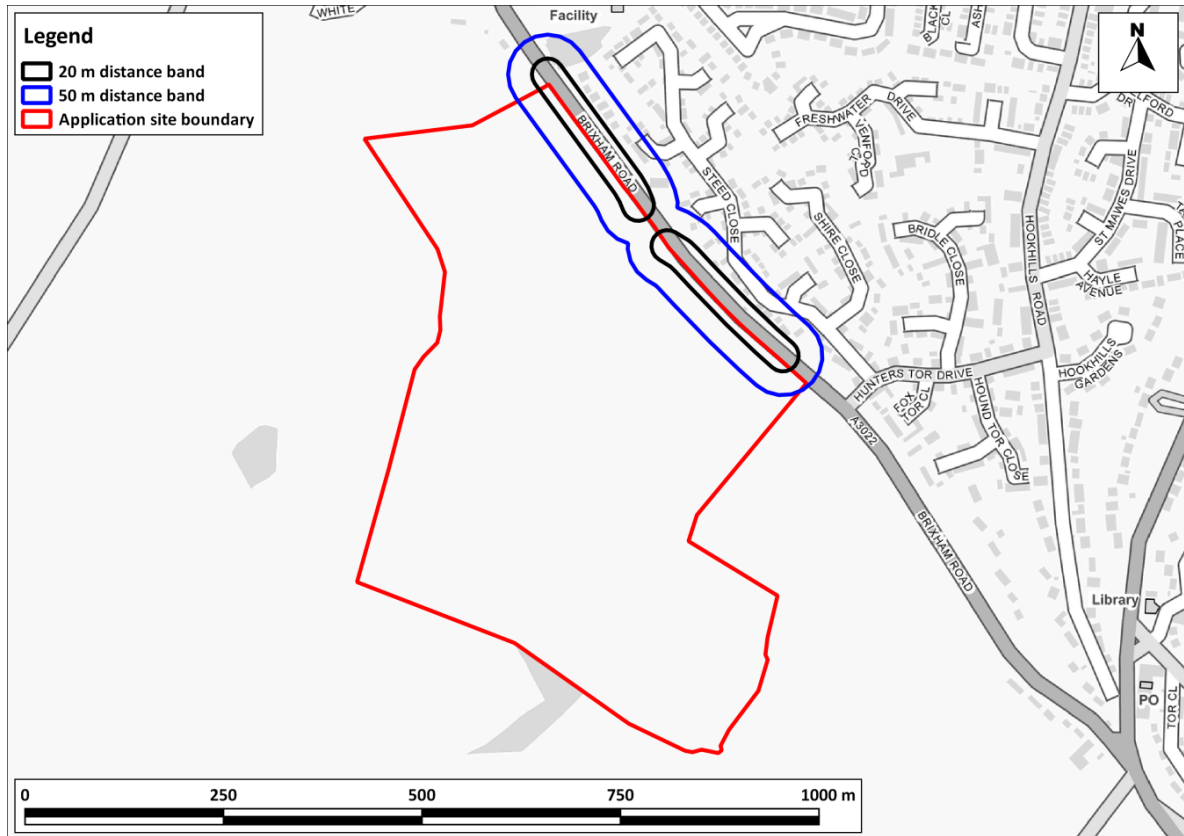 Legend
20 m distance band
50 m distance band
Application site boundary
WHITE
Facility
N
BRIXHAM ROAD
STEED CLOSE
FRESHWATER DRIVE
VENFORD CL
SHIRE CLOSE
BRIDLE CLOSE
HOOKHILLS ROAD
ST MAWES DRIVE
HAYLE AVENUE
PLACE
HOOKHILLS GARDENS
HUNTERS TOR DRIVE
FOX TOR CL
HOUND TOR CLOSE
A3022
BRIXHAM ROAD
Library
PO
TOR CL
0
250
500
750
1000 m